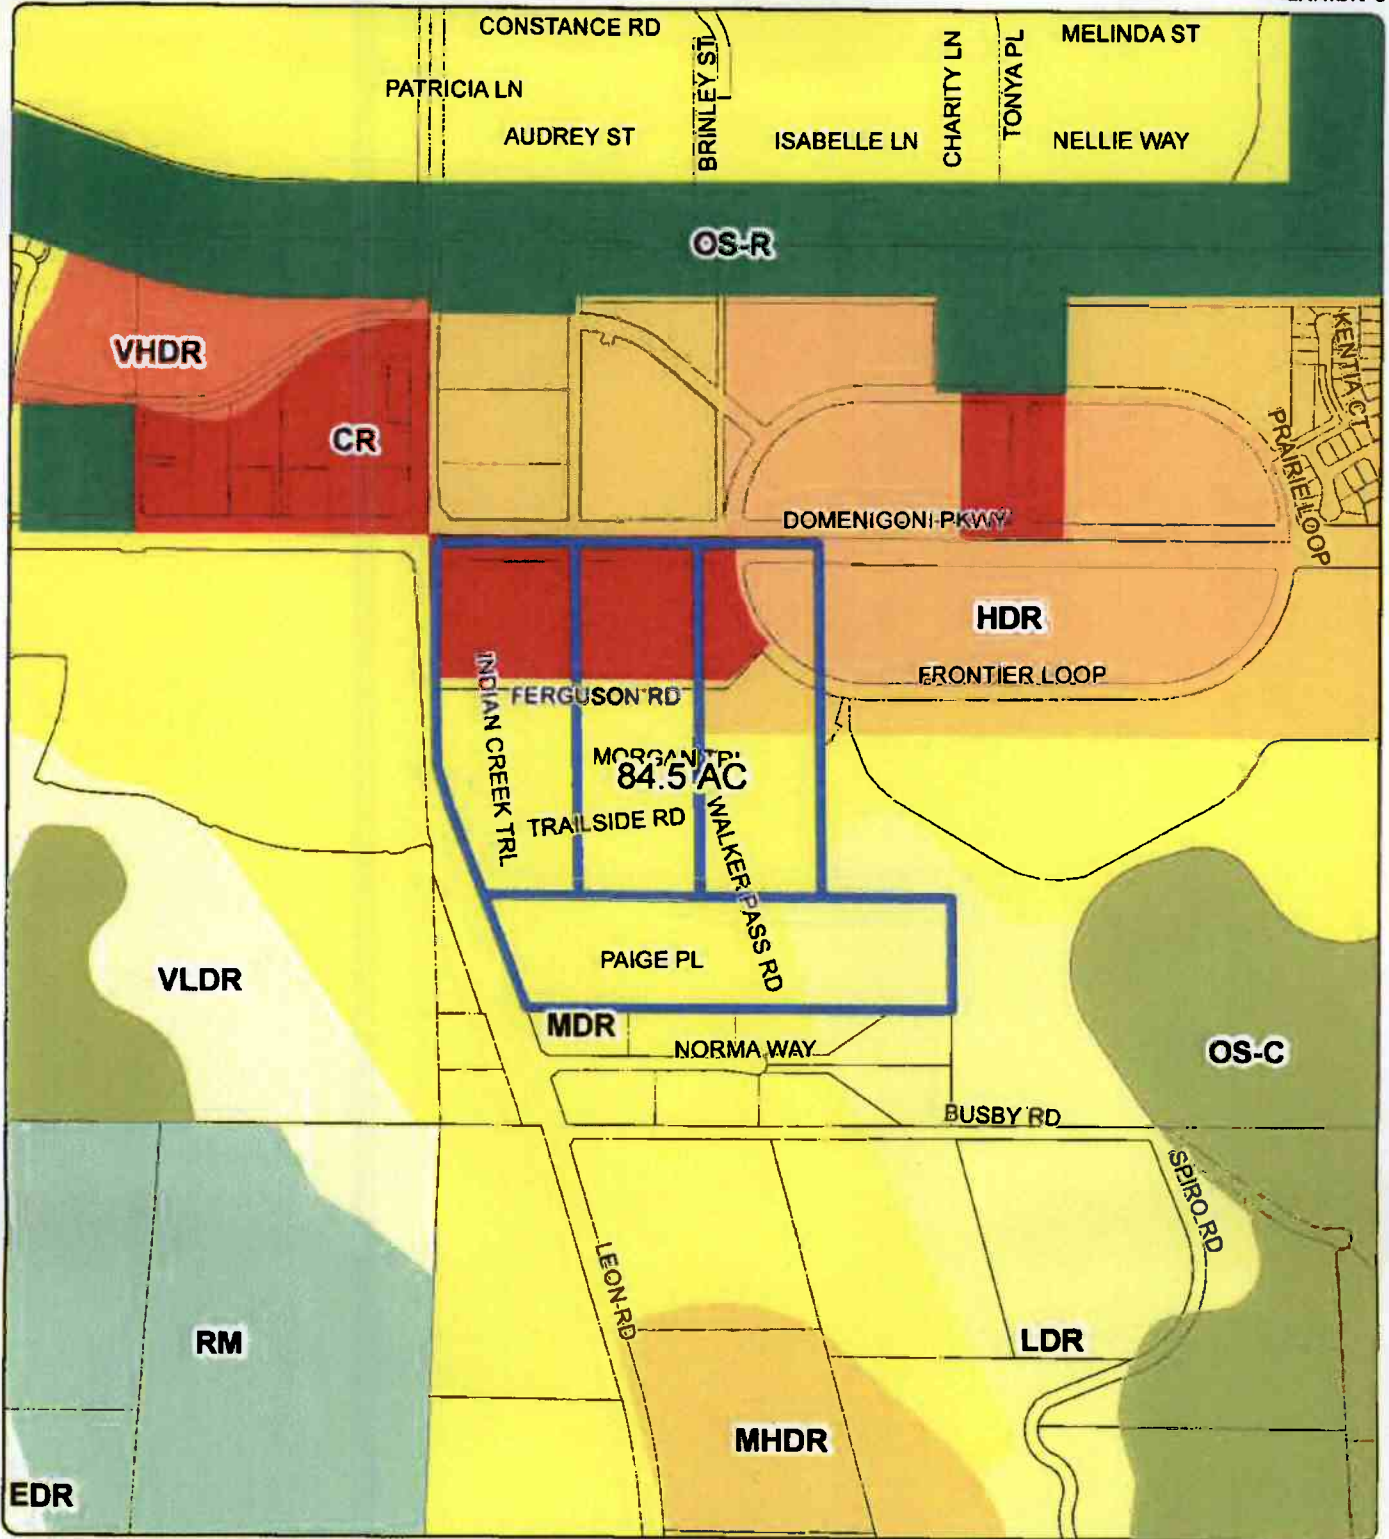 CONSTANCE RD
MELINDA ST
PATRICIA LN
BRINLEY ST
CHARITY LN
TONYA PL
AUDREY ST
ISABELLE LN
NELLIE WAY
OS-R
VHDR
KENTIA CT
CR
PRAIRIE LOOP
DOMENIGONI PKWY
HDR
INDIAN CREEK TRL
FERGUSON RD
FRONTIER LOOP
MORGAN TRL
84.5 AC
TRAILSIDE RD
WALKER PASS RD
PAIGE PL
VLDR
MDR
NORMA WAY
OS-C
BUSBY RD
SPIRO RD
LEON RD
RM
LDR
MHDR
EDR